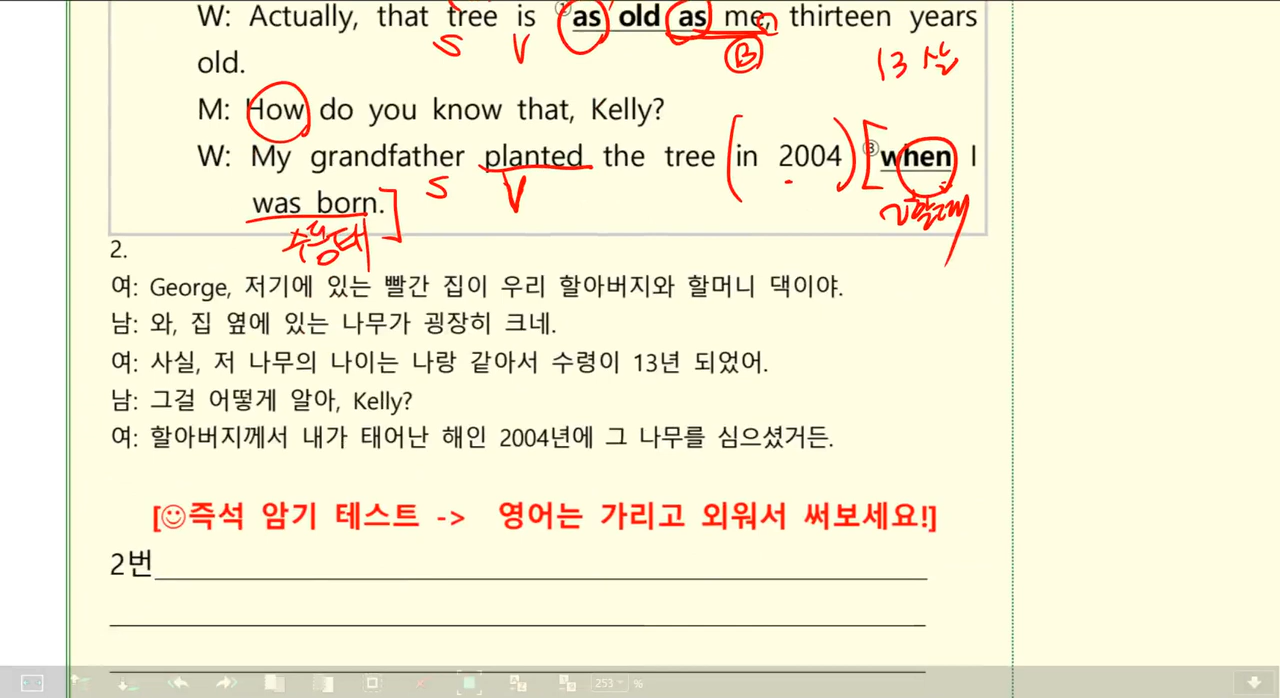 W: Actually, that tree is ②as old as me, thirteen years
S V B 13살
old.
M: How do you know that, Kelly?
W: My grandfather planted the tree (in 2004) [③when I
S V ~할 때
was born.]
수동태
2.
여: George, 저기에 있는 빨간 집이 우리 할아버지와 할머니 댁이야.
남: 와, 집 옆에 있는 나무가 굉장히 크네.
여: 사실, 저 나무의 나이는 나랑 같아서 수령이 13년 되었어.
남: 그걸 어떻게 알아, Kelly?
여: 할아버지께서 내가 태어난 해인 2004년에 그 나무를 심으셨거든.
[☺즉석 암기 테스트 -> 영어는 가리고 외워서 써보세요!]
2번
253 %